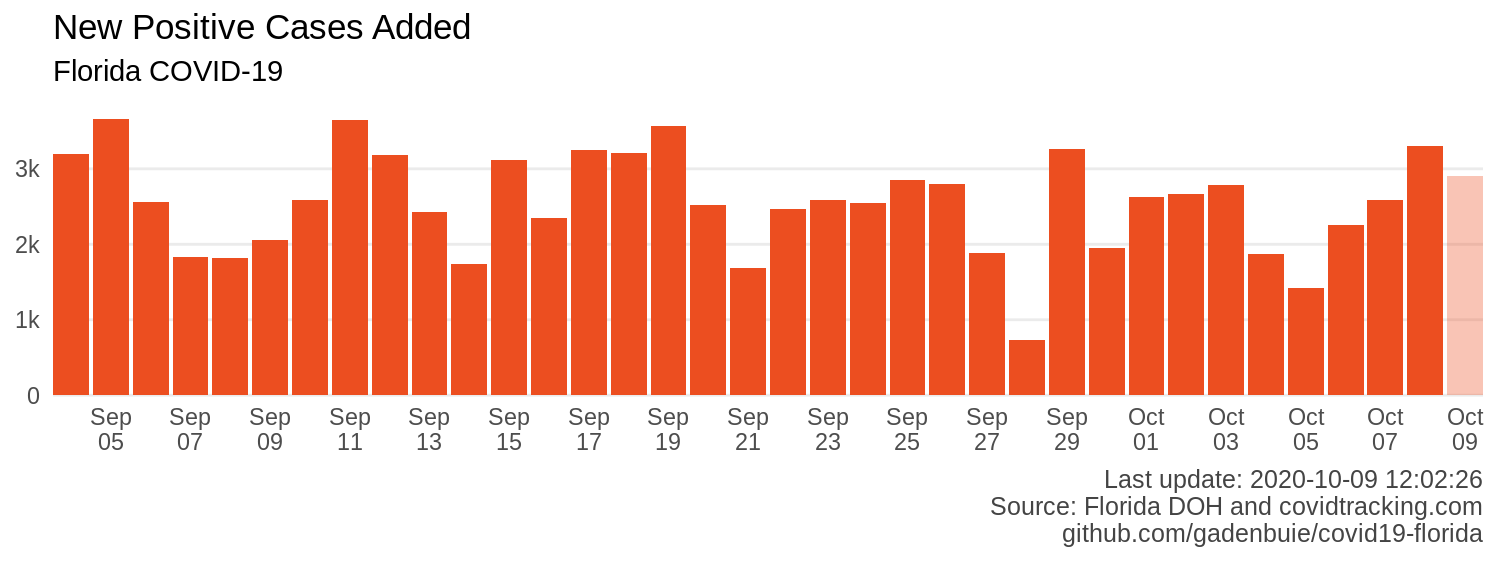 New Positive Cases Added
Florida COVID-19
3k
2k
1k
0
Sep Sep Sep Sep Sep Sep Sep Sep Sep Sep Sep Sep Sep Oct Oct Oct Oct Oct
05 07 09 11 13 15 17 19 21 23 25 27 29 01 03 05 07 09
Last update: 2020-10-09 12:02:26
Source: Florida DOH and covidtracking.com
github.com/gadenbuie/covid19-florida